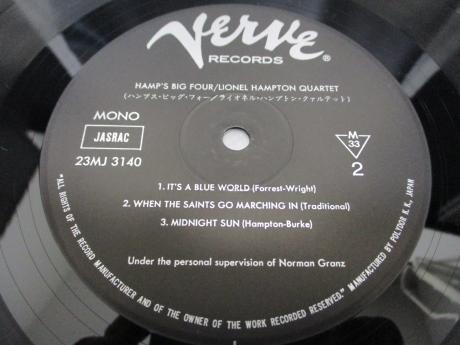 Verve
RECORDS ®
HAMP'S BIG FOUR/LIONEL HAMPTON QUARTET
(ハンプス・ビッグ・フォー/ライオネル・ハンプトン・クァルテット)
MONO
JASRAC
23MJ 3140
M
33
2
1. IT'S A BLUE WORLD (Forrest-Wright)
2. WHEN THE SAINTS GO MARCHING IN (Traditional)
3. MIDNIGHT SUN (Hampton-Burke)
Under the personal supervision of Norman Granz
"ALL RIGHTS OF THE RECORD MANUFACTURER AND OF THE OWNER OF THE WORK RECORDED RESERVED." MANUFACTURED BY POLYDOR K.K., JAPAN